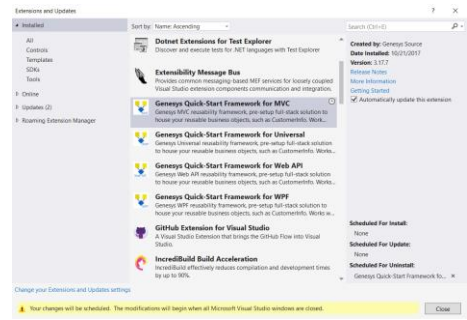 Extensions and Updates
? ×
Installed
All
Controls
Templates
SDKs
Tools
Online
Updates (2)
Roaming Extension Manager
Change your Extensions and Updates settings
Sort by: Name: Ascending
Dotnet Extensions for Test Explorer
Discover and execute tests for .NET languages with Test Explorer
Extensibility Message Bus
Provides common messaging-based MEF services for loosely coupled
Visual Studio extension components communication and integration.
Genesys Quick-Start Framework for MVC
Genesys MVC reusability framework, pre-setup full-stack solution to
house your reusable business objects, such as CustomerInfo. Work...
Genesys Quick-Start Framework for Universal
Genesys Universal reusability framework, pre-setup full-stack solution
to house your reusable business objects, such as CustomerInfo. Works...
Genesys Quick-Start Framework for Web API
Genesys Web API reusability framework, pre-setup full-stack solution
to house your reusable business objects, such as CustomerInfo. Works...
Genesys Quick-Start Framework for WPF
Genesys WPF reusability framework, pre-setup full-stack solution to
house your reusable business objects, such as CustomerInfo. Works w...
GitHub Extension for Visual Studio
A Visual Studio Extension that brings the GitHub Flow into Visual
Studio.
IncrediBuild Build Acceleration
IncrediBuild effectively reduces compilation and development times
by up to 90%.
Search (Ctrl+E)
Created by: Genesys Source
Date Installed: 10/21/2017
Version: 3.17.7
Release Notes
More Information
Getting Started
Automatically update this extension
Scheduled For Install:
None
Scheduled For Update:
None
Scheduled For Uninstall:
Genesys Quick-Start Framework fo... ×
Your changes will be scheduled. The modifications will begin when all Microsoft Visual Studio windows are closed.
Close